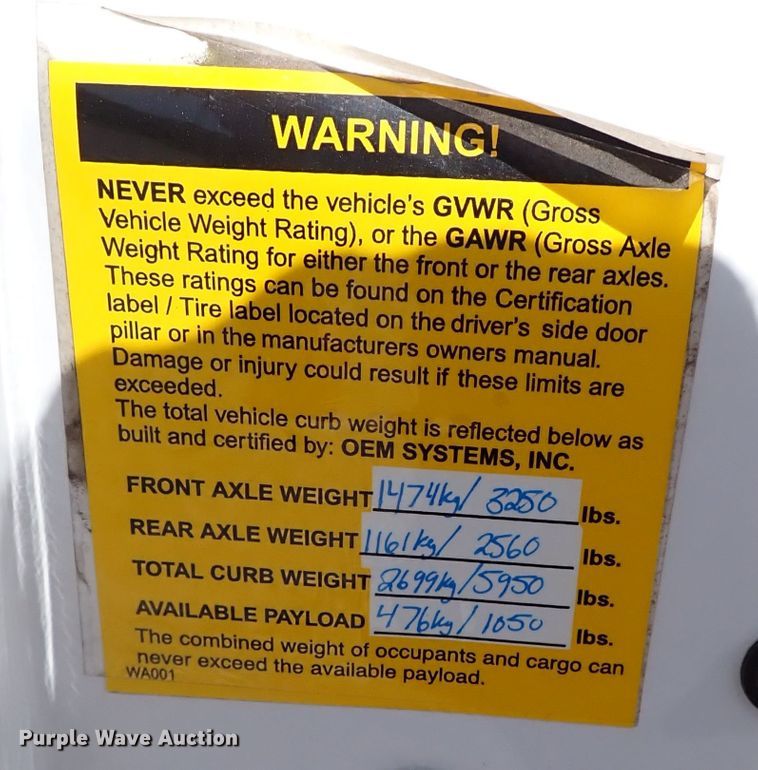 WARNING!
NEVER exceed the vehicle's GVWR (Gross
Vehicle Weight Rating), or the GAWR (Gross Axle
Weight Rating for either the front or the rear axles.
These ratings can be found on the Certification
label / Tire label located on the driver's side door
pillar or in the manufacturers owners manual.
Damage or injury could result if these limits are
exceeded.
The total vehicle curb weight is reflected below as
built and certified by: OEM SYSTEMS, INC.
FRONT AXLE WEIGHT 1474kg/ 3250 lbs.
REAR AXLE WEIGHT 1161kg/ 2560 lbs.
TOTAL CURB WEIGHT 2699kg/5950 lbs.
AVAILABLE PAYLOAD 476kg/ 1050 lbs.
The combined weight of occupants and cargo can
never exceed the available payload.
WA001
Purple Wave Auction